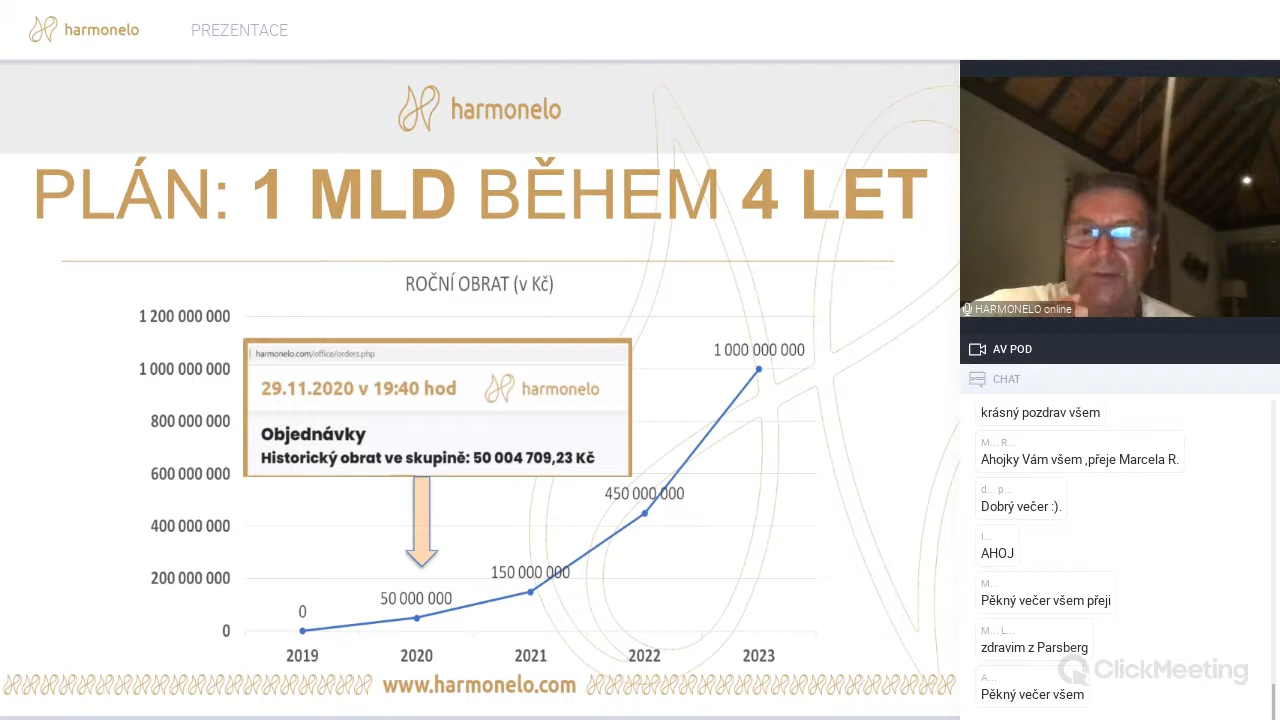 harmonelo
PREZENTACE
harmonelo
PLÁN: 1 MLD BĚHEM 4 LET
ROČNÍ OBRAT (v Kč)
1 200 000 000
1 000 000 000
800 000 000
600 000 000
400 000 000
200 000 000
0
harmonelo.com/office/orders.php
29.11.2020 v 19:40 hod
harmonelo
Objednávky
Historický obrat ve skupině: 50 004 709,23 Kč
0
50 000 000
150 000 000
450 000 000
1 000 000 000
2019
2020
2021
2022
2023
www.harmonelo.com
HARMONELO online
AV POD
CHAT
krásný pozdrav všem
M... R...
Ahojky Vám všem ,přeje Marcela R.
d... p...
Dobrý večer :).
I...
AHOJ
M...
Pěkný večer všem přeji
M... L...
zdravim z Parsberg
A...
Pěkný večer všem
ClickMeeting